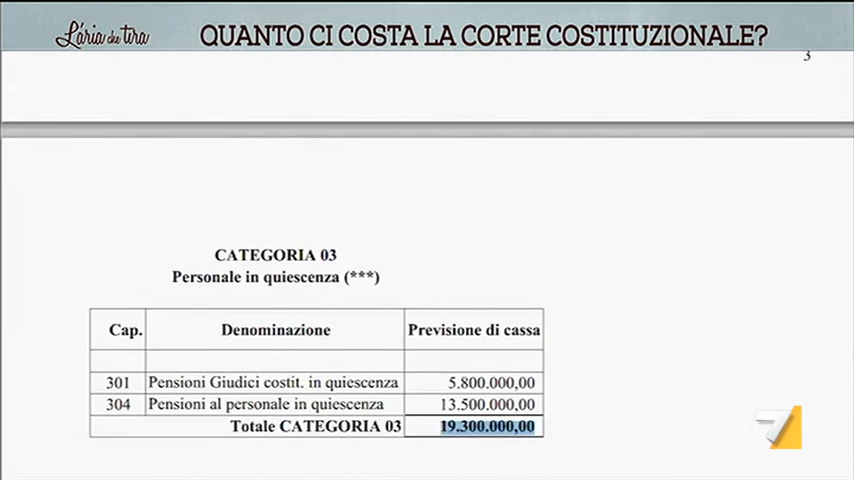 L'aria che tira
QUANTO CI COSTA LA CORTE COSTITUZIONALE?
3
CATEGORIA 03
Personale in quiescenza (***)
Cap. Denominazione Previsione di cassa
301 Pensioni Giudici costit. in quiescenza 5.800.000,00
304 Pensioni al personale in quiescenza 13.500.000,00
Totale CATEGORIA 03 19.300.000,00
7